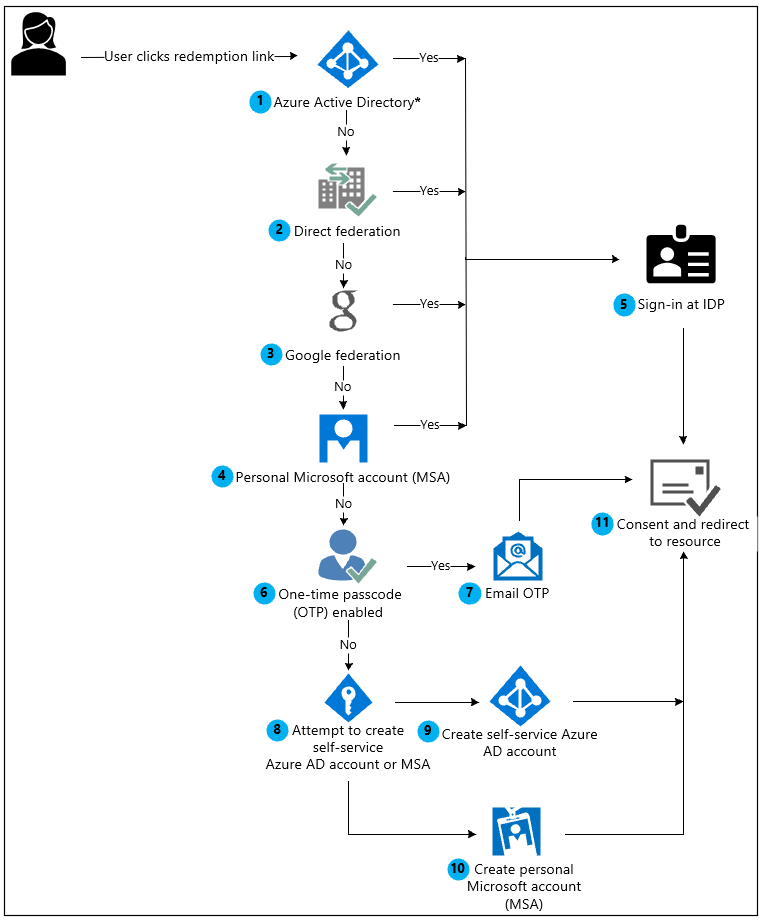 User clicks redemption link
Yes
1 Azure Active Directory*
No
Yes
2 Direct federation
No
g
Yes
5 Sign-in at IDP
3 Google federation
No
Yes
4 Personal Microsoft account (MSA)
No
11 Consent and redirect
to resource
@
Yes
6 One-time passcode
(OTP) enabled
7 Email OTP
No
8 Attempt to create
self-service
Azure AD account or MSA
9 Create self-service Azure
AD account
10 Create personal
Microsoft account
(MSA)